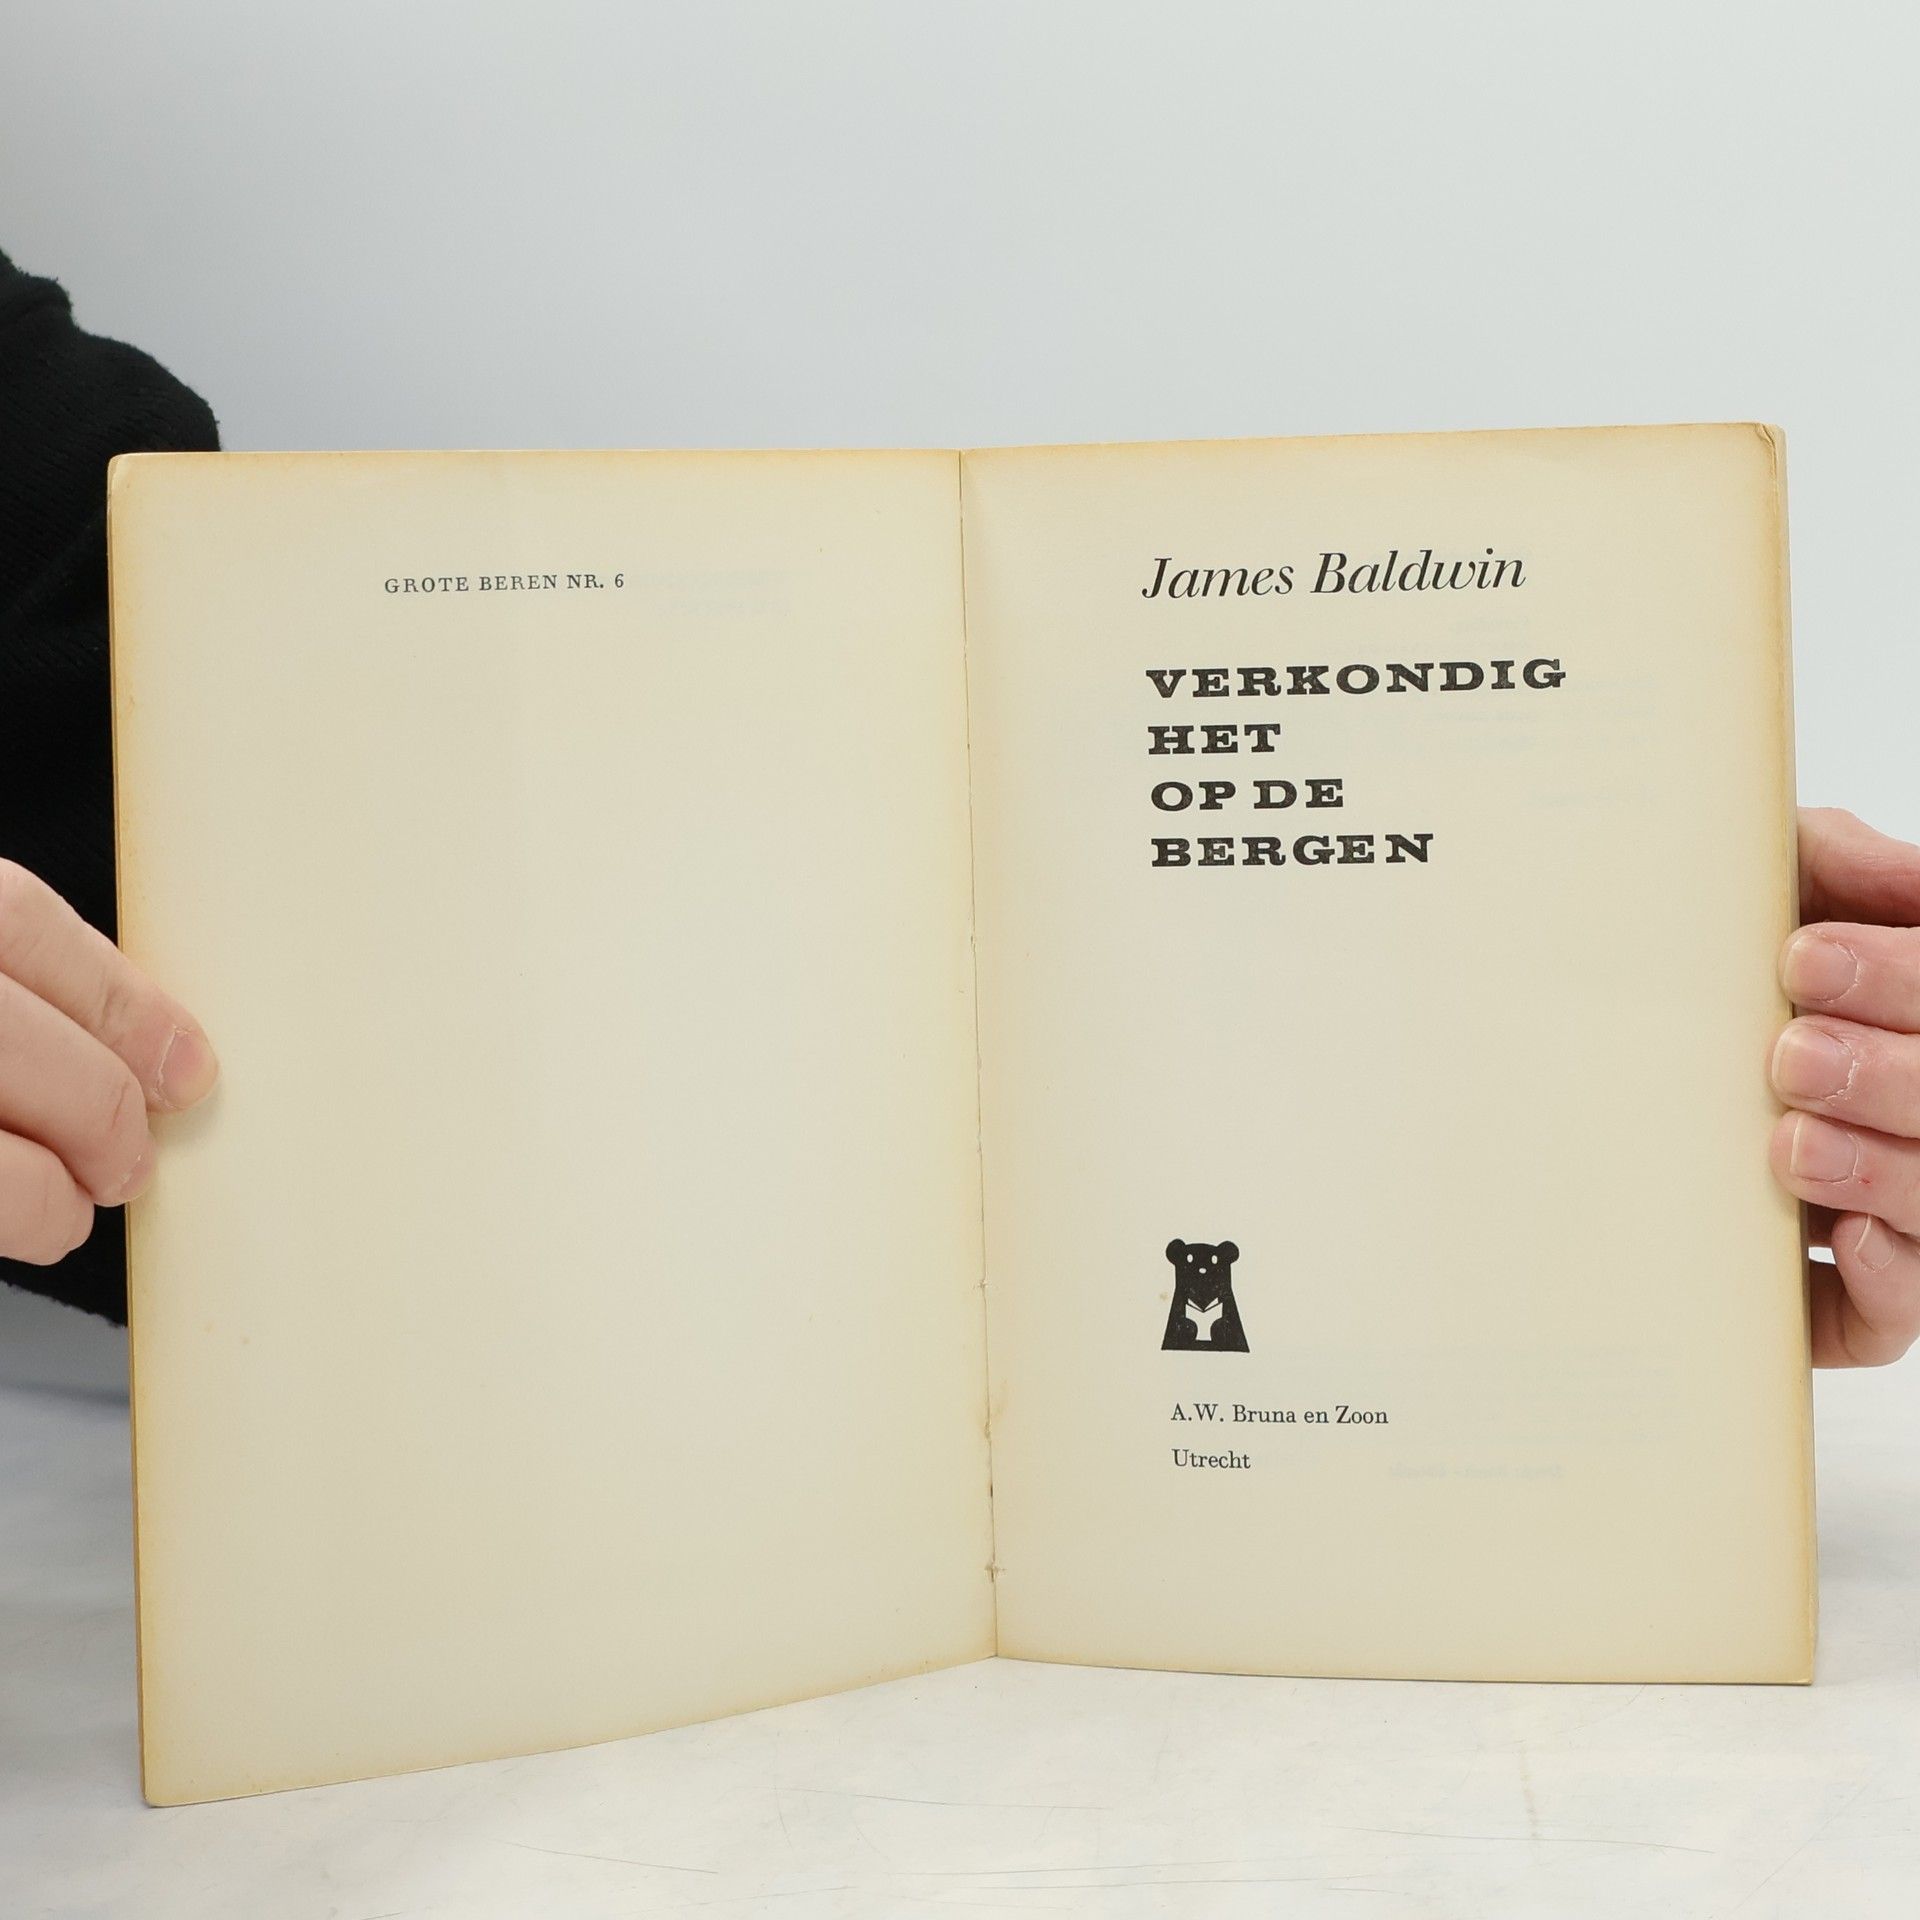 GROTE BEREN NR. 6
James Baldwin
VERKONDIG
HET
OP DE
BERGEN
A.W. Bruna en Zoon
Utrecht